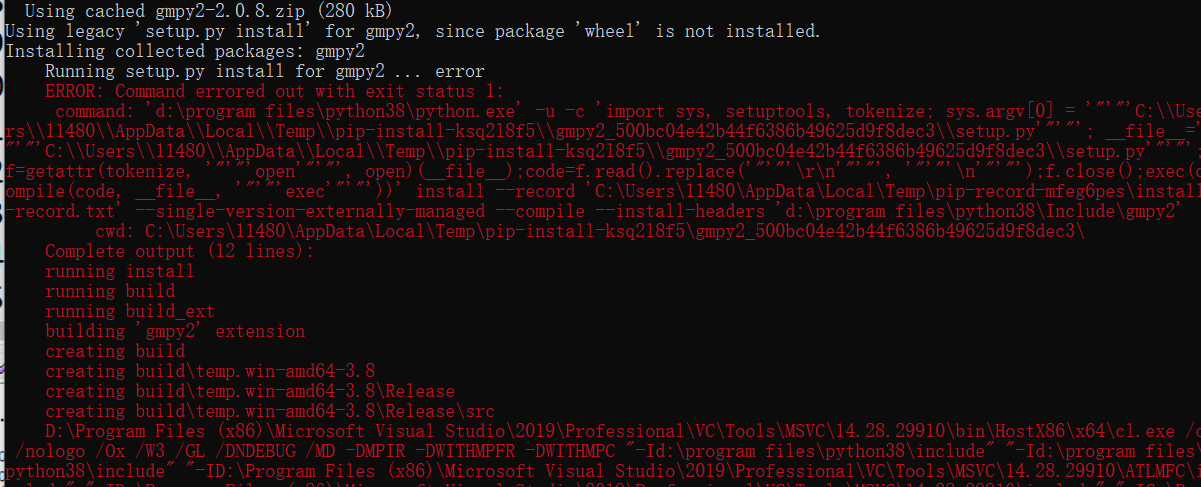 Using cached gmpy2-2.0.8.zip (280 kB)
Using legacy 'setup.py install' for gmpy2, since package 'wheel' is not installed.
Installing collected packages: gmpy2
Running setup.py install for gmpy2 ... error
ERROR: Command errored out with exit status 1:
command: 'd:\program files\python38\python.exe' -u -c 'import sys, setuptools, tokenize; sys.argv[0] = '"'"'C:\\Use
rs\\11480\\AppData\\Local\\Temp\\pip-install-ksq218f5\\gmpy2_500bc04e42b44f6386b49625d9f8dec3\\setup.py'"'"'; __file__='
"'"'C:\\Users\\11480\\AppData\\Local\\Temp\\pip-install-ksq218f5\\gmpy2_500bc04e42b44f6386b49625d9f8dec3\\setup.py'"'"';
f=getattr(tokenize, '"'"'open'"'"', open)(__file__);code=f.read().replace('"'"'\r\n'"'"', '"'"'\n'"'"');f.close();exec(c
ompile(code, __file__, '"'"'exec'"'"'))' install --record 'C:\Users\11480\AppData\Local\Temp\pip-record-mfeg6pes\install
-record.txt' --single-version-externally-managed --compile --install-headers 'd:\program files\python38\Include\gmpy2'
cwd: C:\Users\11480\AppData\Local\Temp\pip-install-ksq218f5\gmpy2_500bc04e42b44f6386b49625d9f8dec3\
Complete output (12 lines):
running install
running build
running build_ext
building 'gmpy2' extension
creating build
creating build\temp.win-amd64-3.8
creating build\temp.win-amd64-3.8\Release
creating build\temp.win-amd64-3.8\Release\src
D:\Program Files (x86)\Microsoft Visual Studio\2019\Professional\VC\Tools\MSVC\14.28.29910\bin\HostX86\x64\cl.exe /c
/nologo /Ox /W3 /GL /DNDEBUG /MD -DMPIR -DWITHMPFR -DWITHMPC "-Id:\program files\python38\include" "-Id:\program files\
python38\include" "-ID:\Program Files (x86)\Microsoft Visual Studio\2019\Professional\VC\Tools\MSVC\14.28.29910\ATLMFC\i